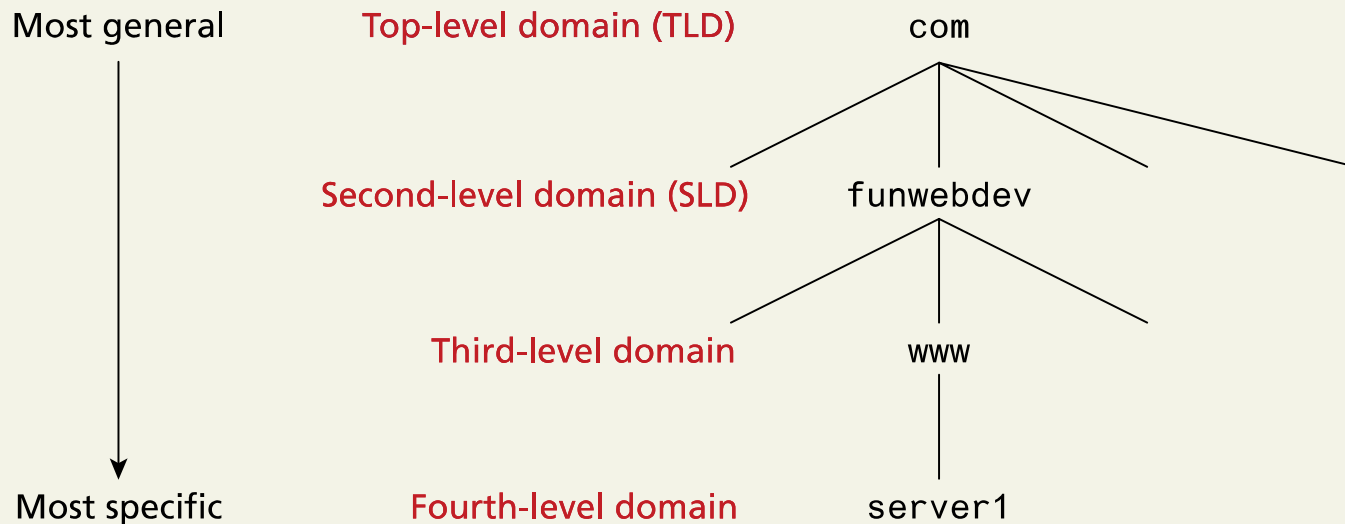 Most general Top-level domain (TLD) com
Second-level domain (SLD) funwebdev
Third-level domain www
Most specific Fourth-level domain server1